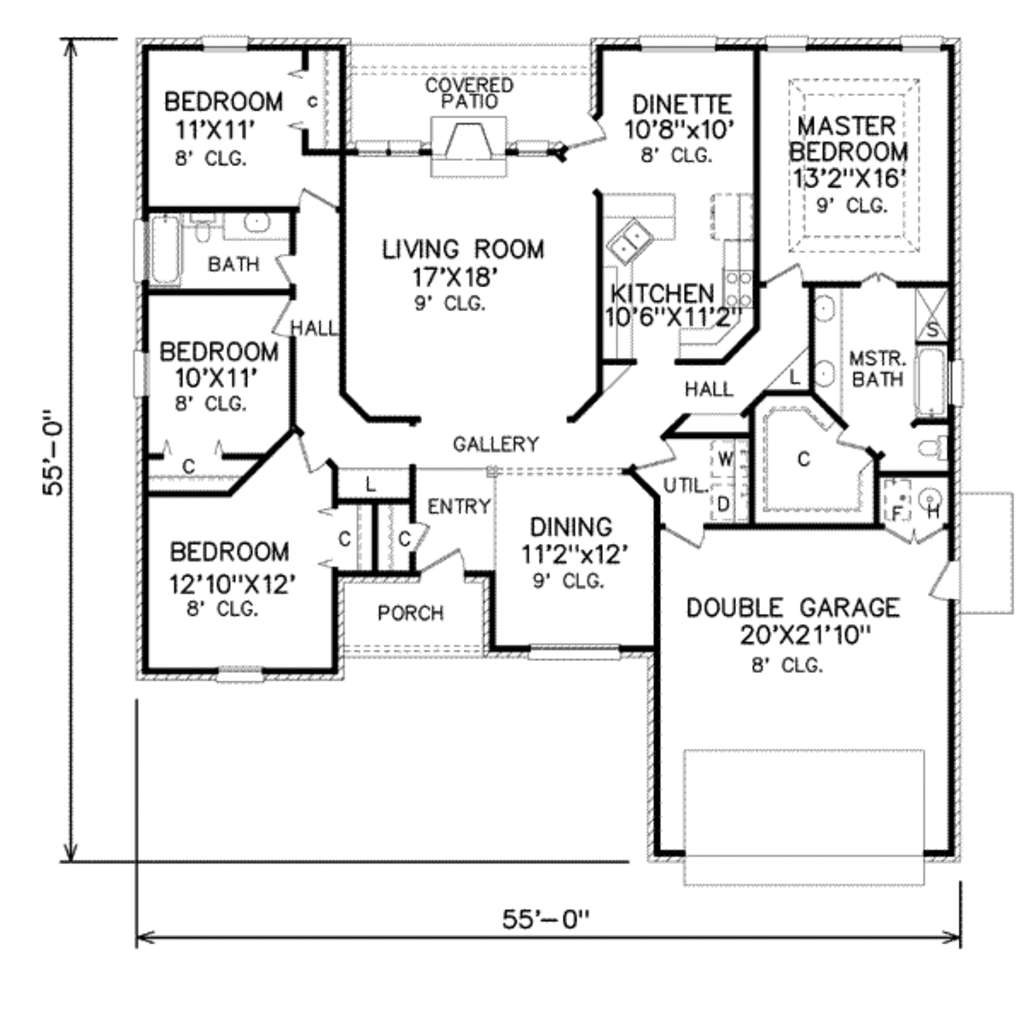 COVERED
PATIO
BEDROOM
11'X11'
8' CLG.
C
DINETTE
10'8"x10'
8' CLG.
MASTER
BEDROOM
13'2"X16'
9' CLG.
BATH
LIVING ROOM
17'X18'
9' CLG.
KITCHEN
10'6"X11'2"
HALL
S
BEDROOM
10'X11'
8' CLG.
C
MSTR.
BATH
L
HALL
55'-0"
GALLERY
L
ENTRY
W
UTIL.
D
C
F
H
BEDROOM
12'10"X12'
8' CLG.
C
C
DINING
11'2"x12'
9' CLG.
PORCH
DOUBLE GARAGE
20'X21'10"
8' CLG.
55'-0"